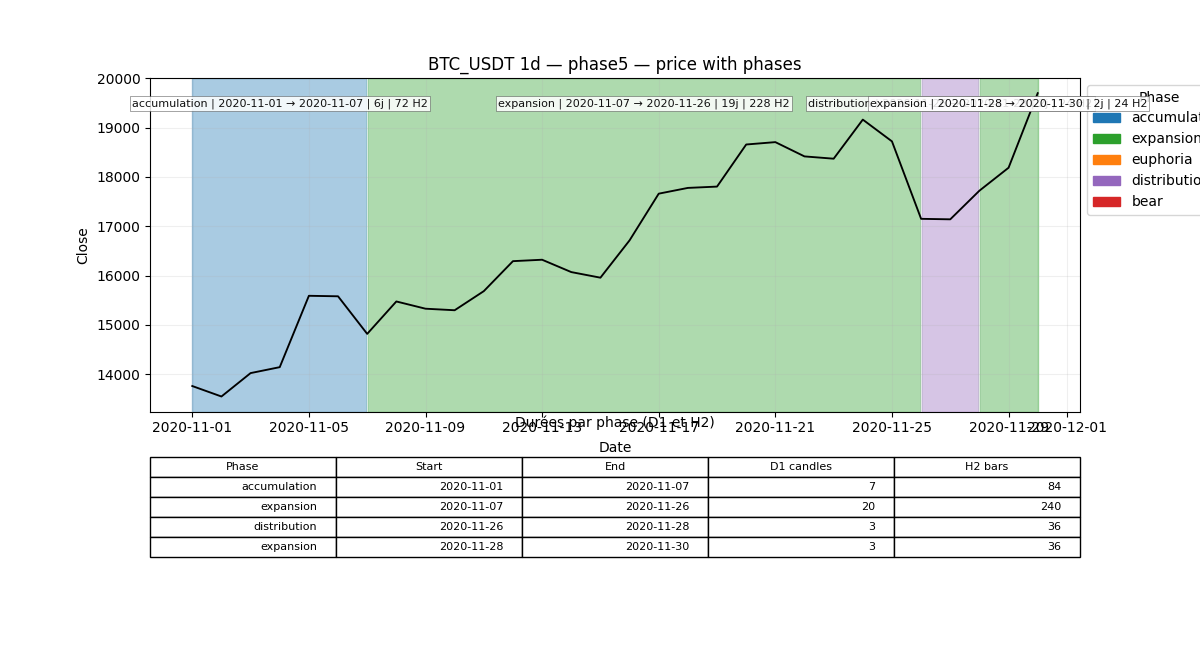 BTC_USDT 1d — phase5 — price with phases
20000
19000
18000
17000
16000
15000
14000
Close
accumulation | 2020-11-01 → 2020-11-07 | 6j | 72 H2
expansion | 2020-11-07 → 2020-11-26 | 19j | 228 H2
distribution
expansion | 2020-11-28 → 2020-11-30 | 2j | 24 H2
Phase
accumulat
expansion
euphoria
distributio
bear
2020-11-01
2020-11-05
2020-11-09
2020-11-13
2020-11-17
2020-11-21
2020-11-25
2020-11-29
2020-12-01
Date
Durées par phase (D1 et H2)
Phase Start End D1 candles H2 bars
accumulation 2020-11-01 2020-11-07 7 84
expansion 2020-11-07 2020-11-26 20 240
distribution 2020-11-26 2020-11-28 3 36
expansion 2020-11-28 2020-11-30 3 36